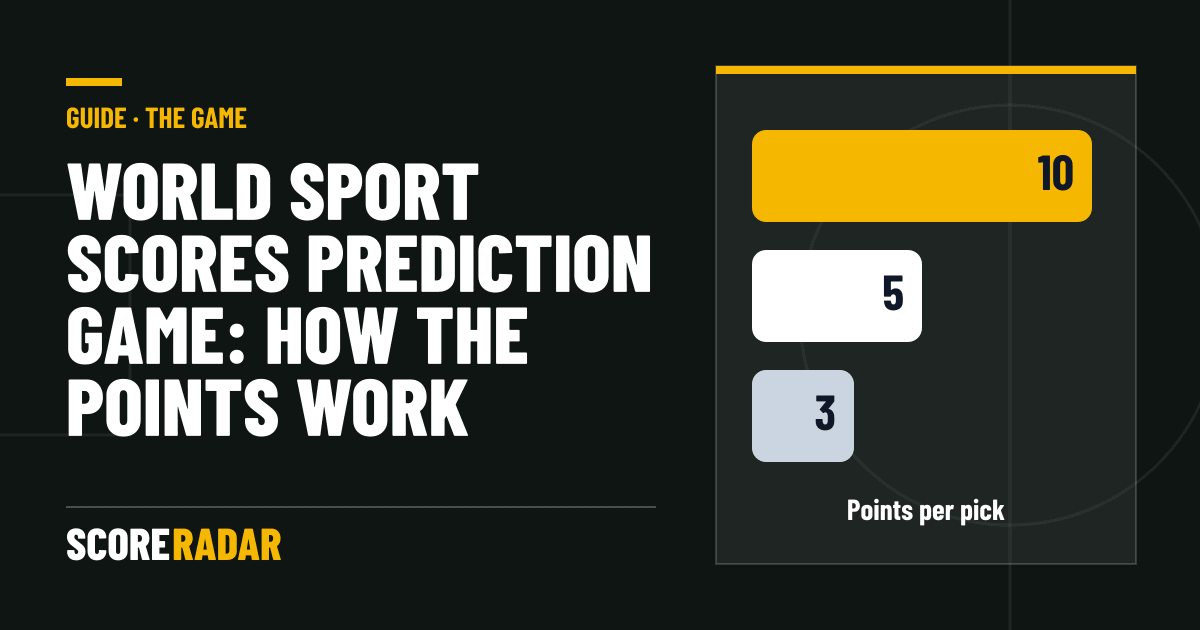 GUIDE · THE GAME
WORLD SPORT
SCORES PREDICTION
GAME: HOW THE
POINTS WORK
SCORERADAR
10
5
3
Points per pick